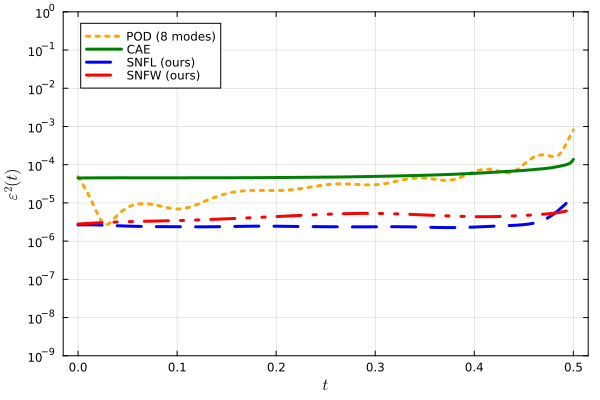 10⁰
10⁻¹
10⁻²
10⁻³
10⁻⁴
10⁻⁵
10⁻⁶
10⁻⁷
10⁻⁸
10⁻⁹
ε²(t)
POD (8 modes)
CAE
SNFL (ours)
SNFW (ours)
0.0 0.1 0.2 0.3 0.4 0.5
t